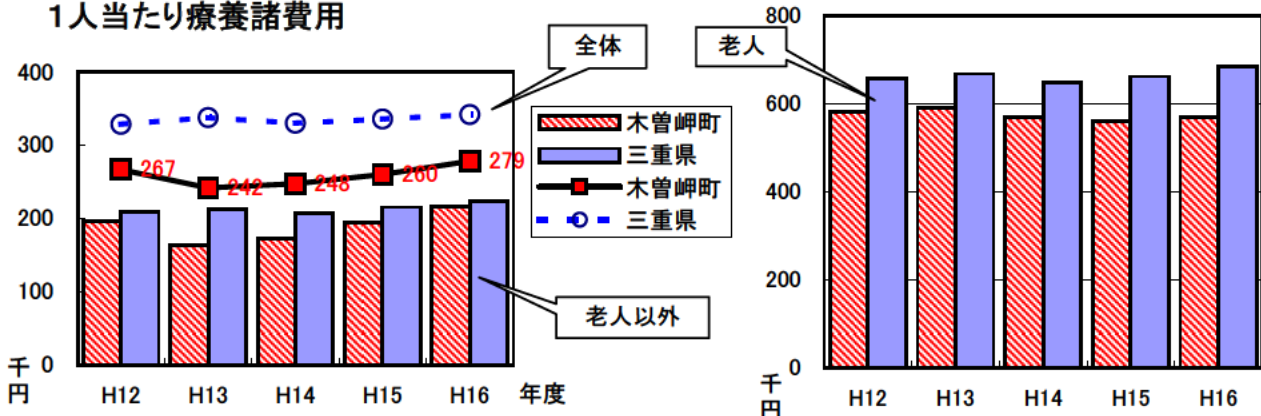 1人当たり療養諸費用
全体
400
300
200
100
0
千円
267
242
248
260
279
H12
H13
H14
H15
H16
年度
木曽岬町
三重県
木曽岬町
三重県
老人以外
老人
800
600
400
200
0
千円
H12
H13
H14
H15
H16